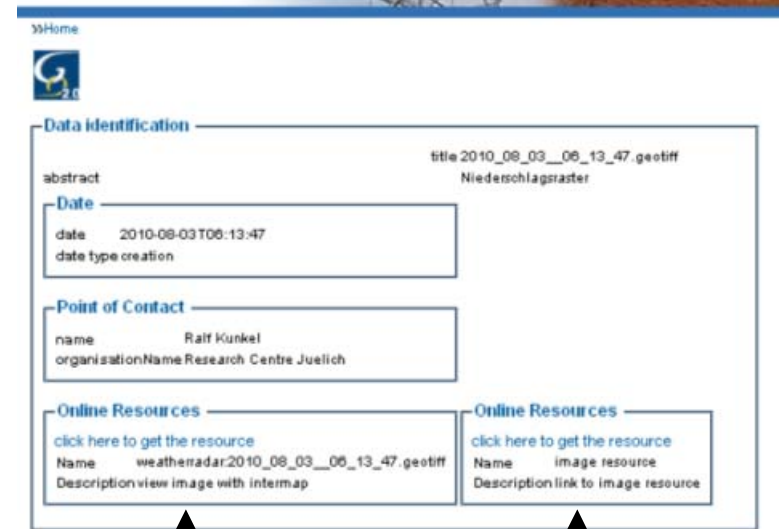 »Home
2.0
Data identification
title 2010_08_03__06_13_47.geotiff
abstract Niederschlagsraster
Date
date 2010-08-03T06:13:47
date type creation
Point of Contact
name Ralf Kunkel
organisationName Research Centre Juelich
Online Resources
click here to get the resource
Name weatherradar:2010_08_03__06_13_47.geotiff
Description view image with intermap
Online Resources
click here to get the resource
Name image resource
Description link to image resource